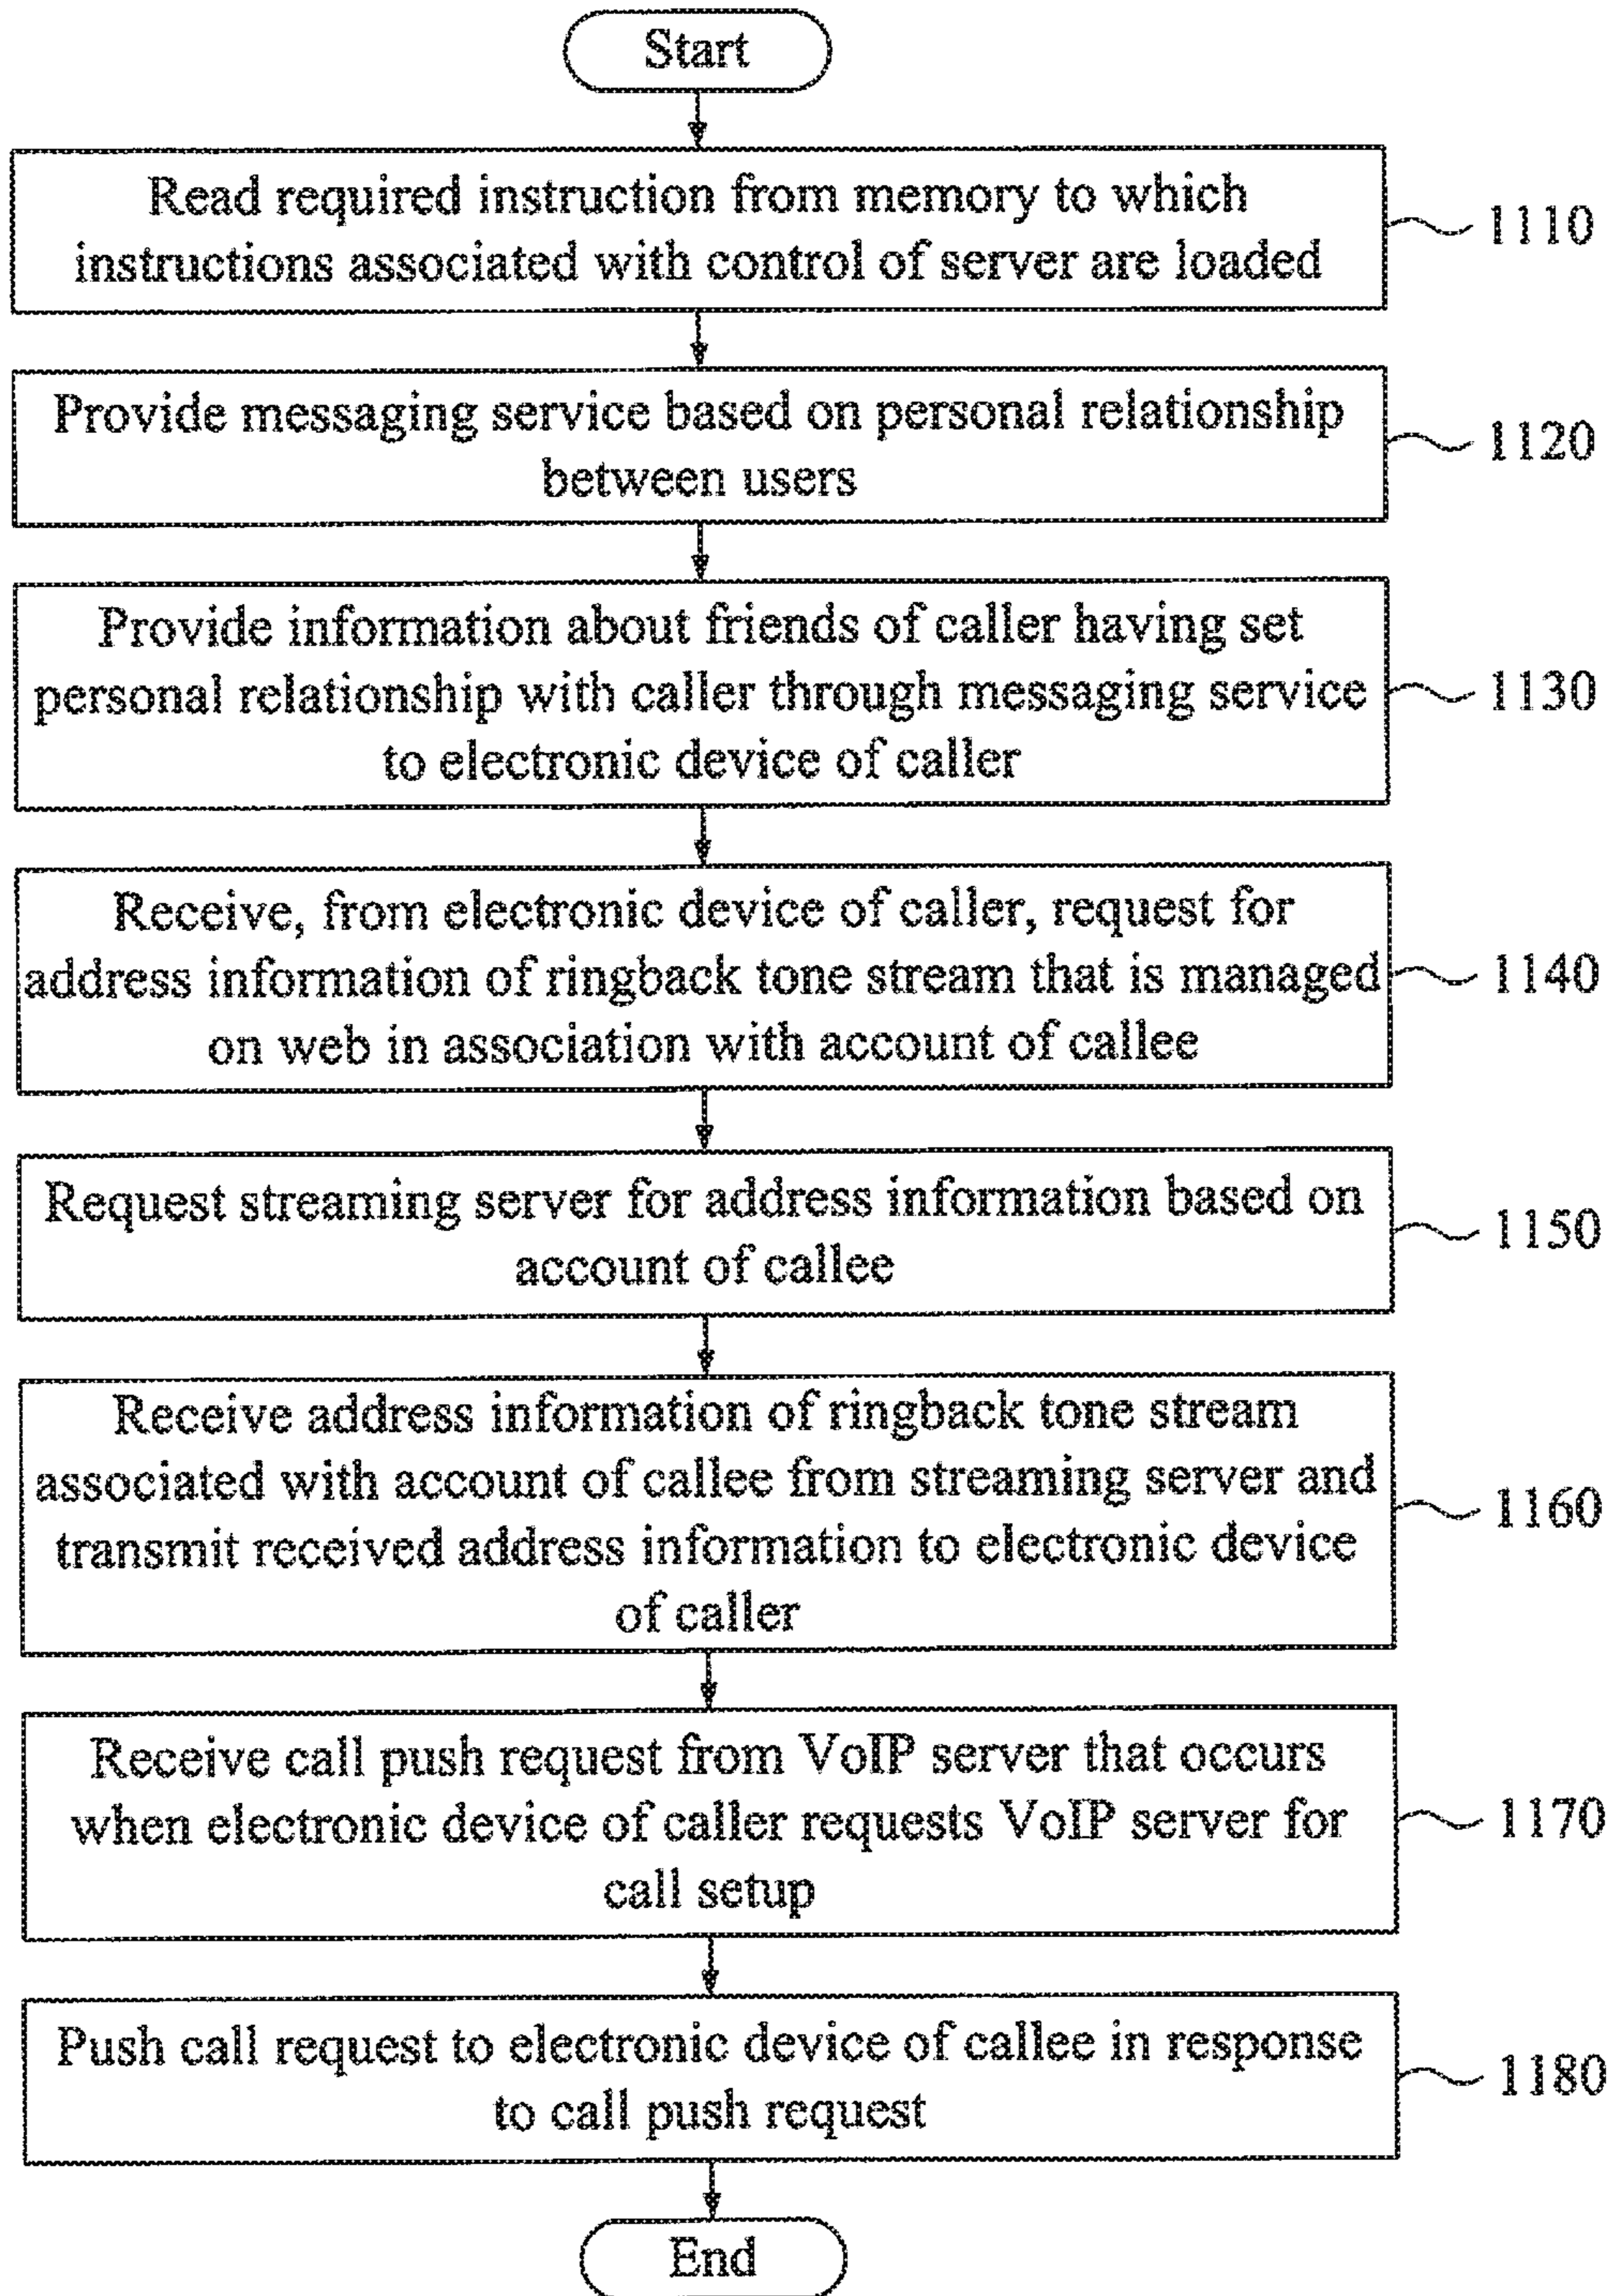 Start
Read required instruction from memory to which
instructions associated with control of server are loaded
1110
Provide messaging service based on personal relationship
between users
1120
Provide information about friends of caller having set
personal relationship with caller through messaging service
to electronic device of caller
1130
Receive, from electronic device of caller, request for
address information of ringback tone stream that is managed
on web in association with account of callee
1140
Request streaming server for address information based on
account of callee
1150
Receive address information of ringback tone stream
associated with account of callee from streaming server and
transmit received address information to electronic device
of caller
1160
Receive call push request from VoIP server that occurs
when electronic device of caller requests VoIP server for
call setup
1170
Push call request to electronic device of callee in response
to call push request
1180
End